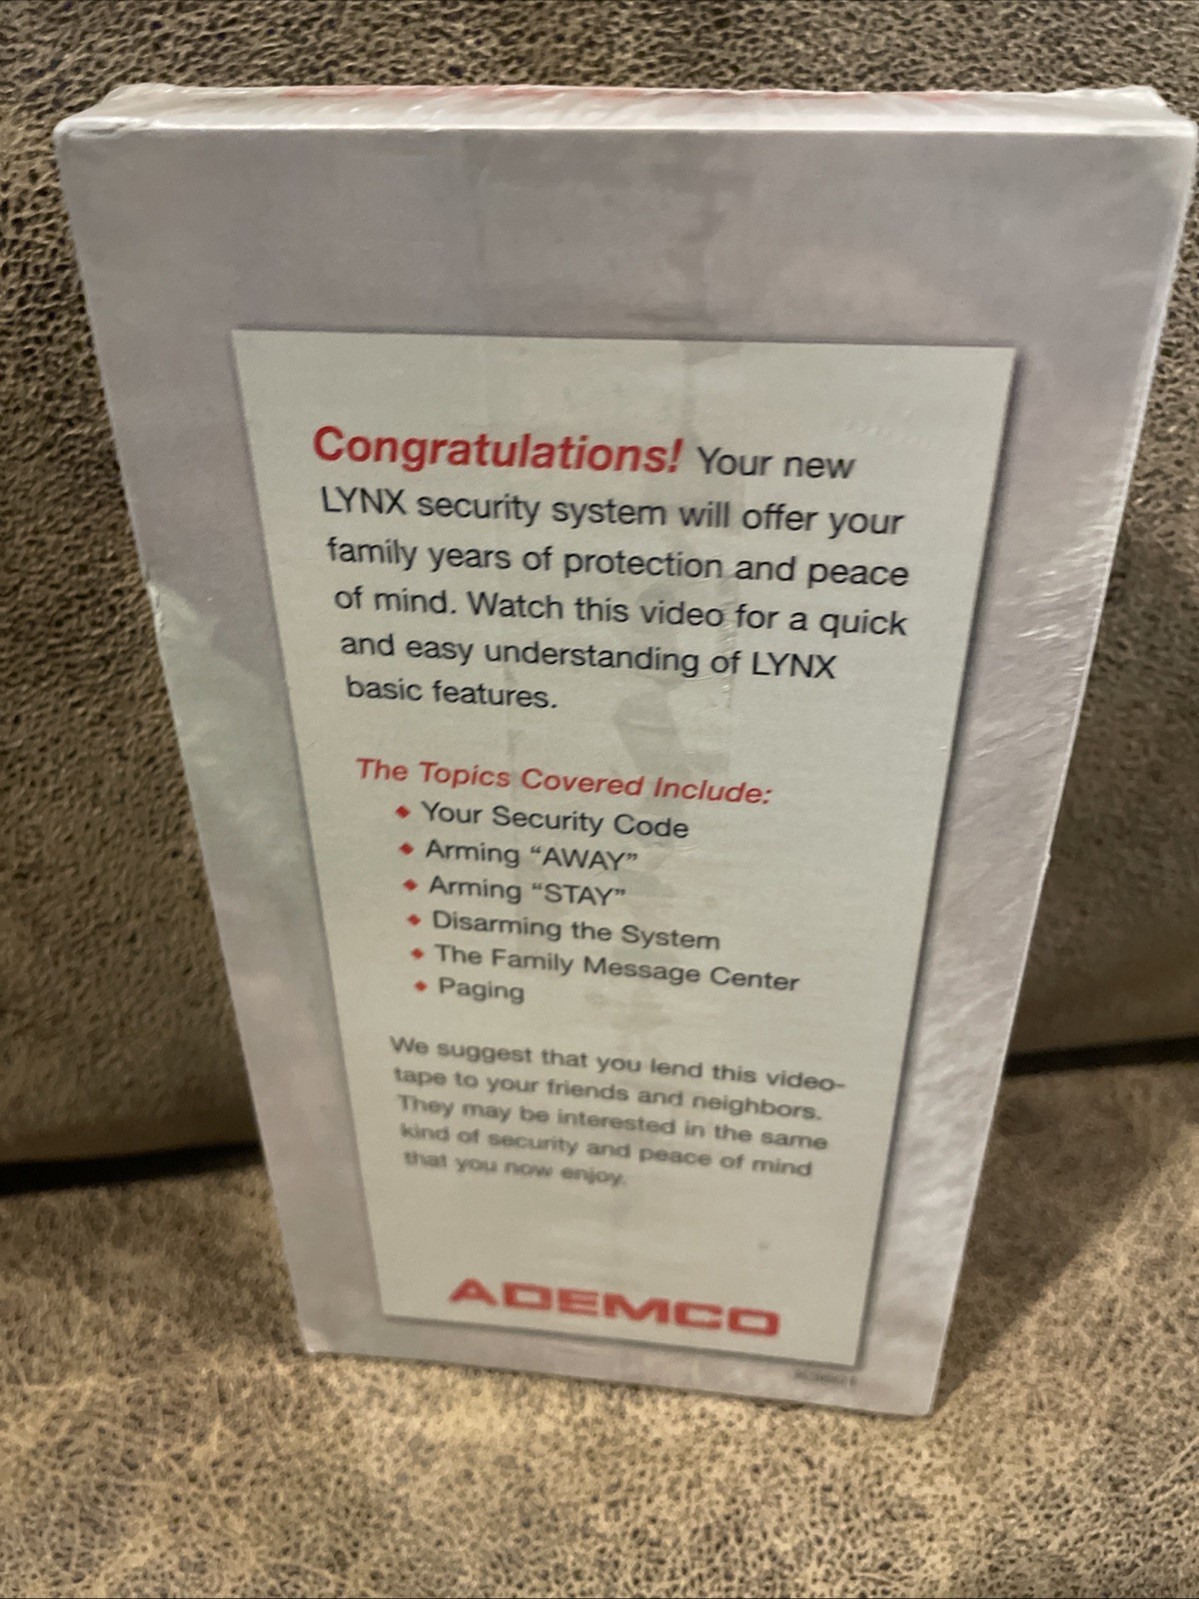 Congratulations! Your new
LYNX security system will offer your
family years of protection and peace
of mind. Watch this video for a quick
and easy understanding of LYNX
basic features.
The Topics Covered Include:
◆ Your Security Code
◆ Arming “AWAY”
◆ Arming “STAY”
◆ Disarming the System
◆ The Family Message Center
◆ Paging
We suggest that you lend this video-
tape to your friends and neighbors.
They may be interested in the same
kind of security and peace of mind
that you now enjoy.
ADEMCO